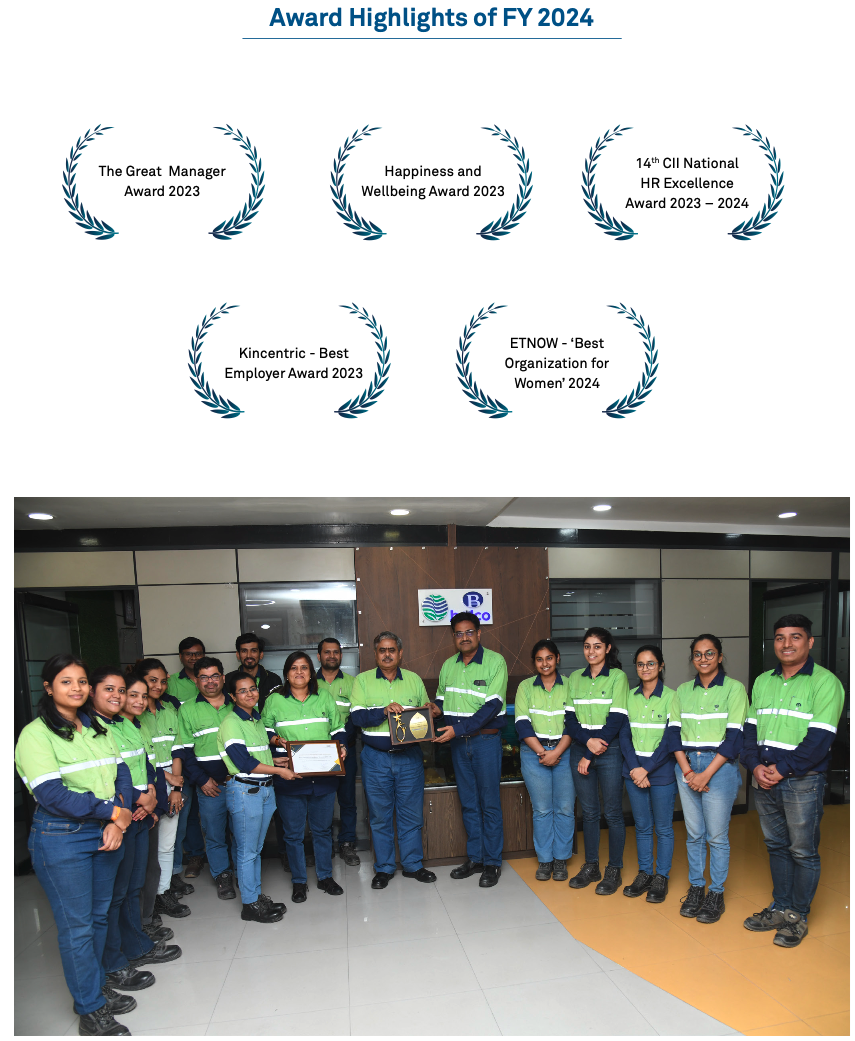 Award Highlights of FY 2024
The Great Manager
Award 2023
Happiness and
Wellbeing Award 2023
14th CII National
HR Excellence
Award 2023 – 2024
Kincentric - Best
Employer Award 2023
ETNOW - ‘Best
Organization for
Women’ 2024
B